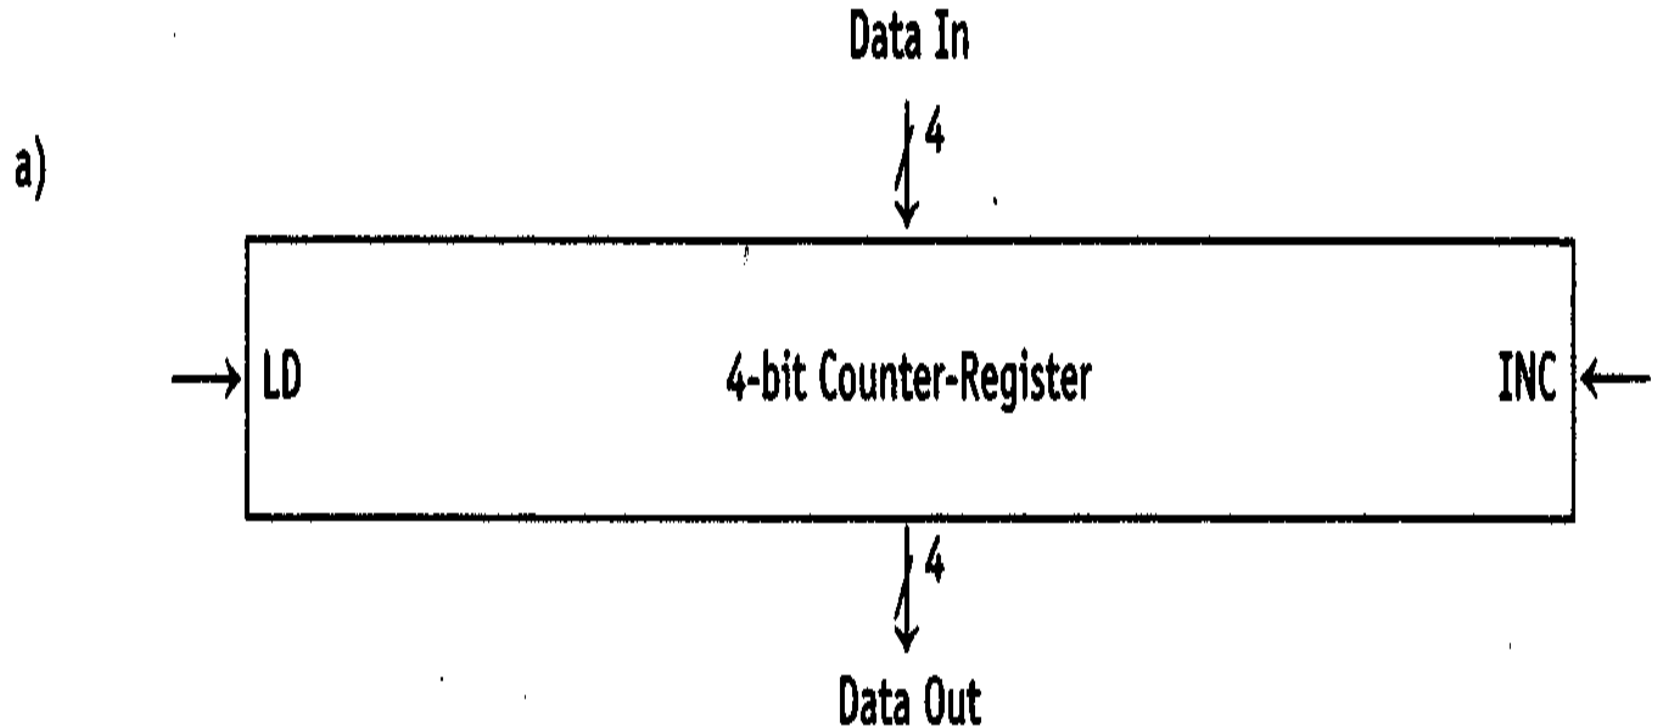 Data In
4
a)
LD 4-bit Counter-Register INC
4
Data Out